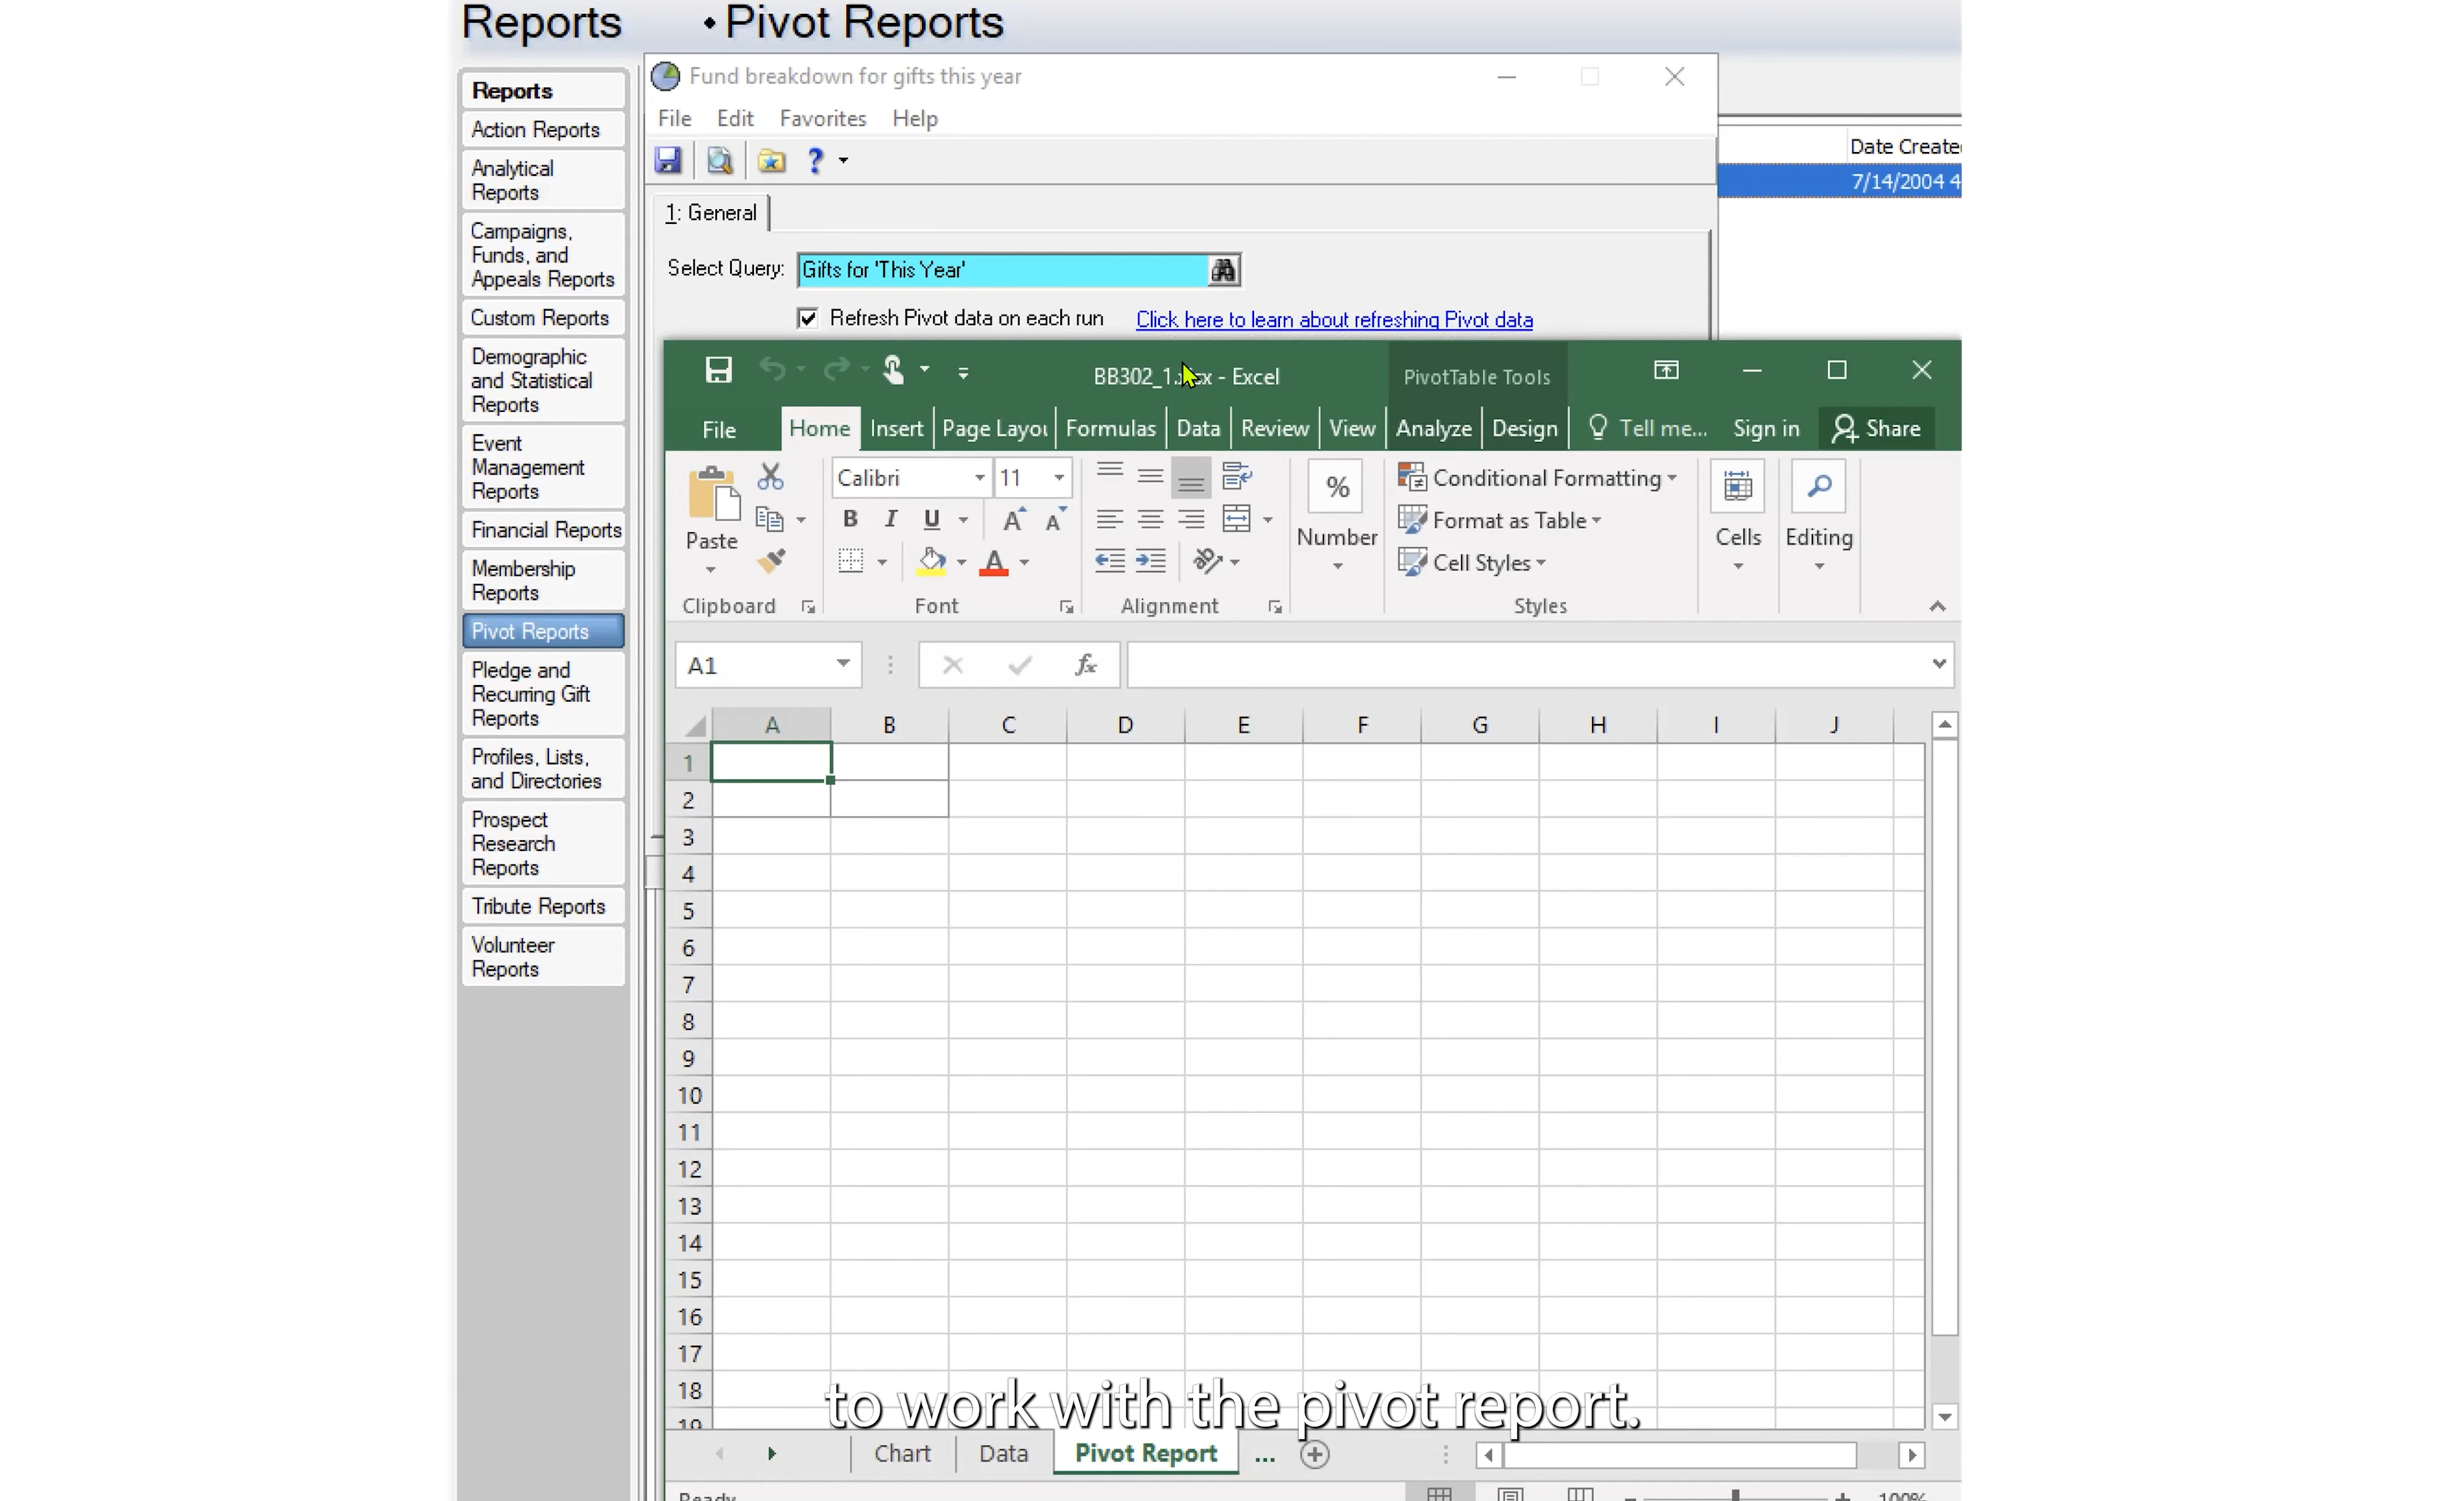 Reports • Pivot Reports
Reports
Action Reports
Analytical
Reports
Campaigns,
Funds, and
Appeals Reports
Custom Reports
Demographic
and Statistical
Reports
Event
Management
Reports
Financial Reports
Membership
Reports
Pivot Reports
Pledge and
Recurring Gift
Reports
Profiles, Lists,
and Directories
Prospect
Research
Reports
Tribute Reports
Volunteer
Reports
Fund breakdown for gifts this year
File Edit Favorites Help
1: General
Select Query: Gifts for 'This Year'
Refresh Pivot data on each run Click here to learn about refreshing Pivot data
Date Create
7/14/2004 4
- Excel PivotTable Tools
File Home Insert Page Layou Formulas Data Review View Analyze Design Tell me... Sign in Share
Paste
Calibri 11
B I U A A
A
% Number
Conditional Formatting
Format as Table
Cell Styles
Cells Editing
Clipboard Font Alignment Styles
A1 fx
A B C D E F G H I J
1
2
3
4
5
6
7
8
9
10
11
12
13
14
15
16
17
18
19
to work with the pivot report.
Chart Data Pivot Report ...
Ready 100%